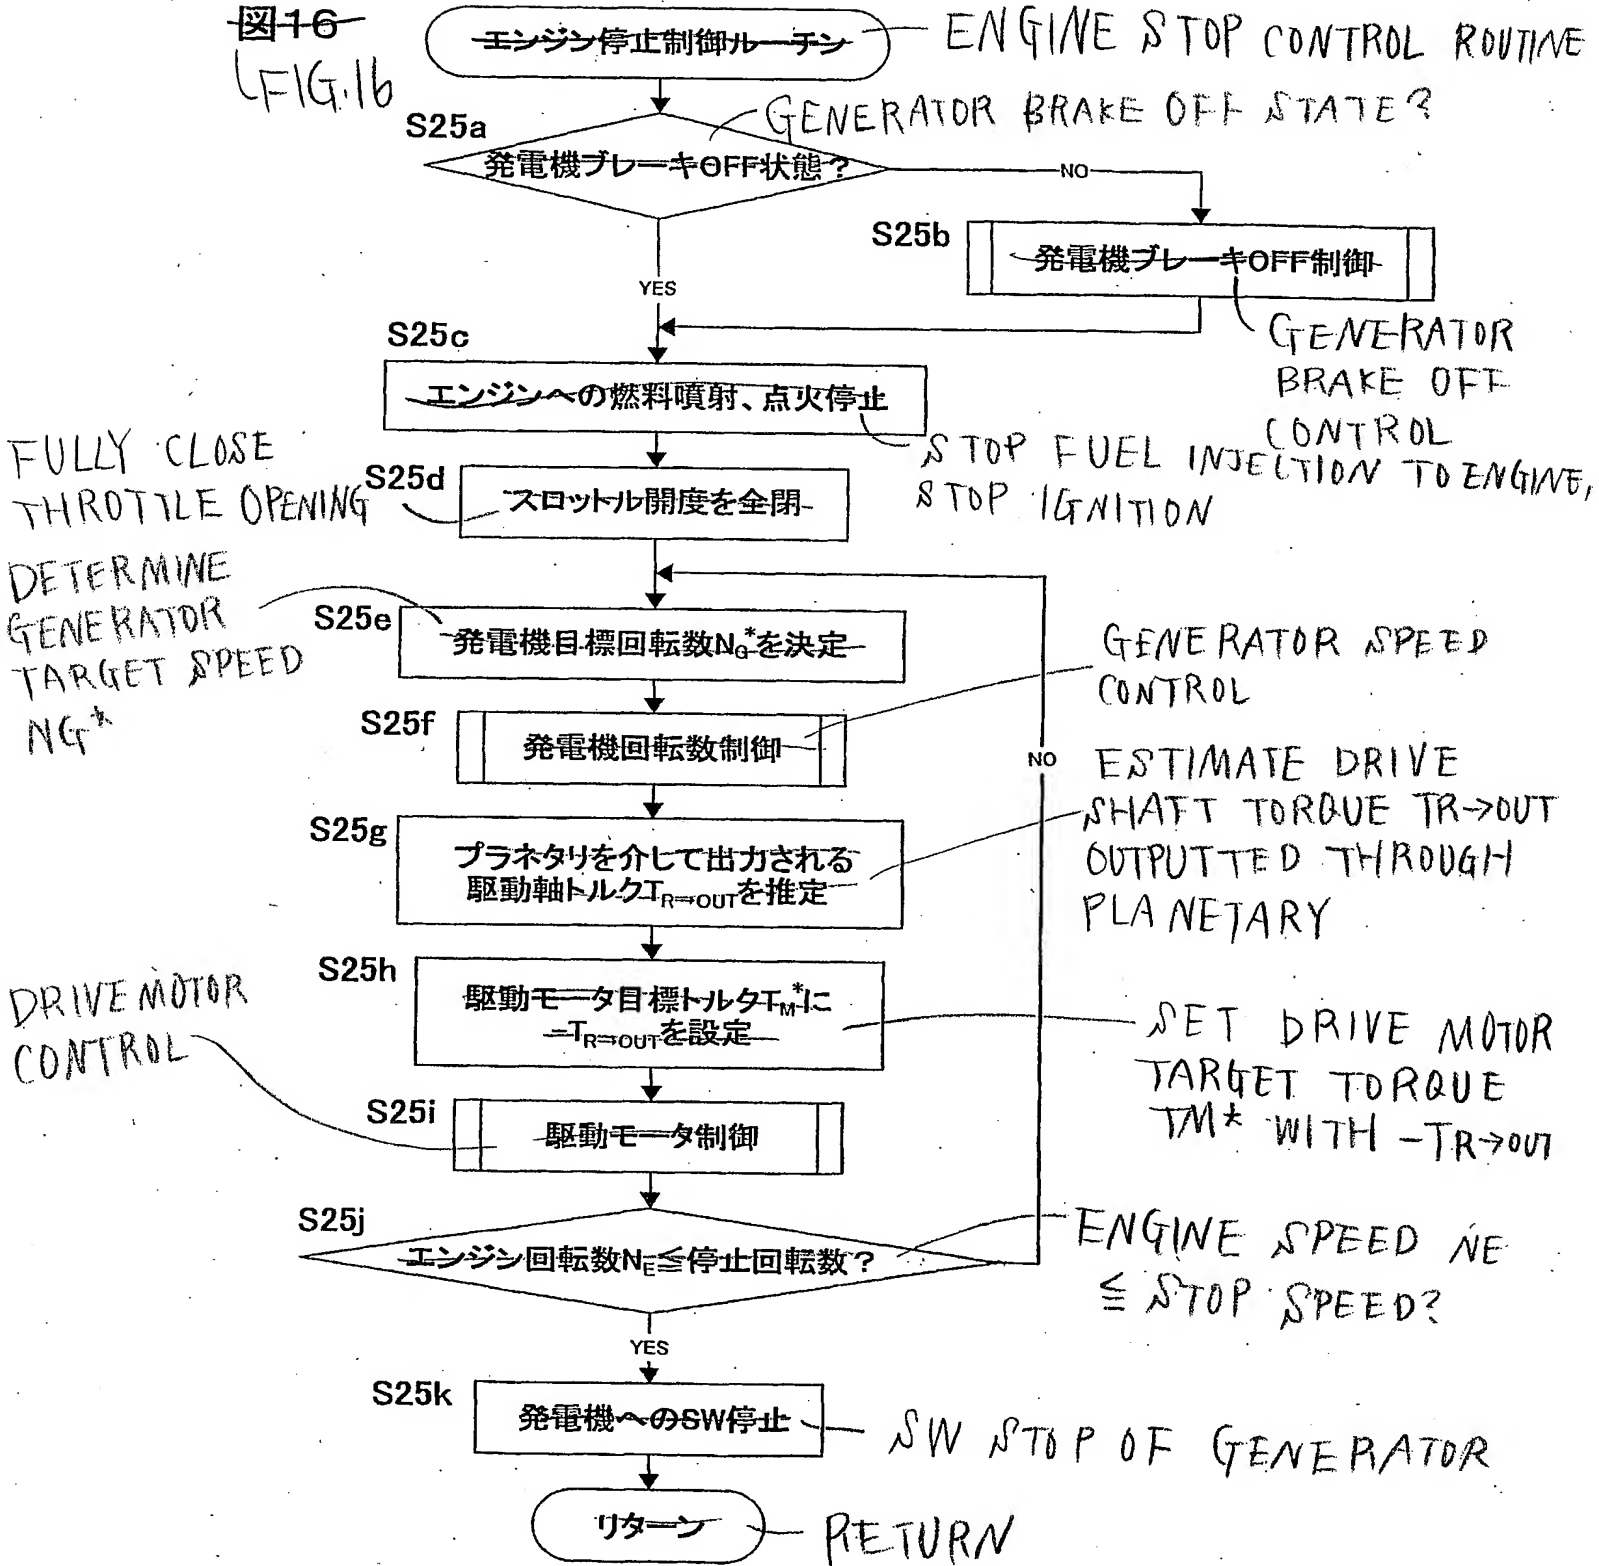 図16
FIG.16
エンジン停止制御ルーチン
ENGINE STOP CONTROL ROUTINE
S25a
発電機ブレーキOFF状態?
GENERATOR BRAKE OFF STATE?
NO
S25b
発電機ブレーキOFF制御
GENERATOR
BRAKE OFF
CONTROL
YES
S25c
エンジンへの燃料噴射、点火停止
STOP FUEL INJECTION TO ENGINE,
STOP IGNITION
FULLY CLOSE
THROTTLE OPENING
S25d
スロットル開度を全閉
DETERMINE
GENERATOR
TARGET SPEED
NG*
S25e
発電機目標回転数NG*を決定
GENERATOR SPEED
CONTROL
S25f
発電機回転数制御
NO
ESTIMATE DRIVE
SHAFT TORQUE TR→OUT
OUTPUTTED THROUGH
PLANETARY
S25g
プラネタリを介して出力される
駆動軸トルクTR⇒OUTを推定
S25h
駆動モータ目標トルクTM*に
-TR⇒OUTを設定
SET DRIVE MOTOR
TARGET TORQUE
TM* WITH -TR→OUT
DRIVE MOTOR
CONTROL
S25i
駆動モータ制御
S25j
エンジン回転数NE≦停止回転数?
ENGINE SPEED NE
≦ STOP SPEED?
YES
S25k
発電機へのSW停止
SW STOP OF GENERATOR
リターン
RETURN